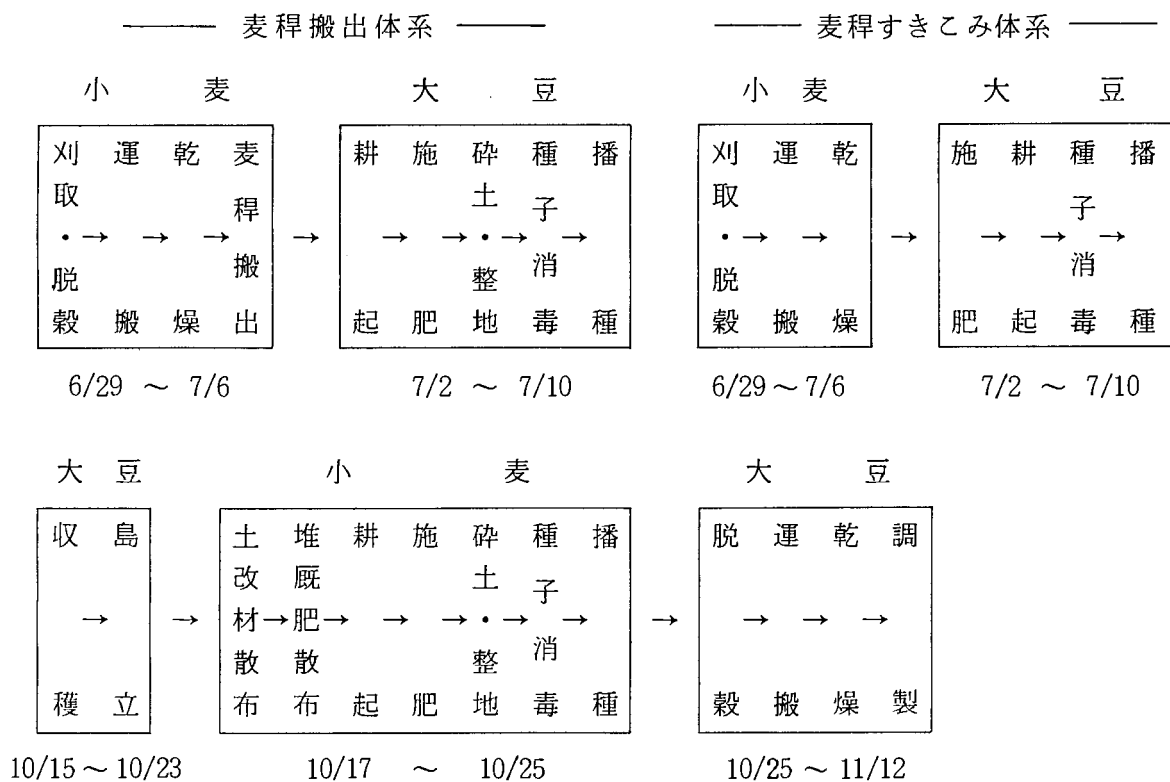 麦稈搬出体系
麦稈すきこみ体系
小麦
大豆
小麦
大豆
刈取・脱穀→運搬→乾燥→麦稈搬出
→
耕起→施肥→砕土・整地→種子消毒→播種
刈取・脱穀→運搬→乾燥
→
施肥→耕起→種子消毒→播種
6/29 ～ 7/6
7/2 ～ 7/10
6/29～7/6
7/2 ～ 7/10
大豆
小麦
大豆
収穫→島立
→
土改材散布→堆厩肥散布→耕起→施肥→砕土・整地→種子消毒→播種
→
脱穀→運搬→乾燥→調製
10/15～10/23
10/17 ～ 10/25
10/25～11/12